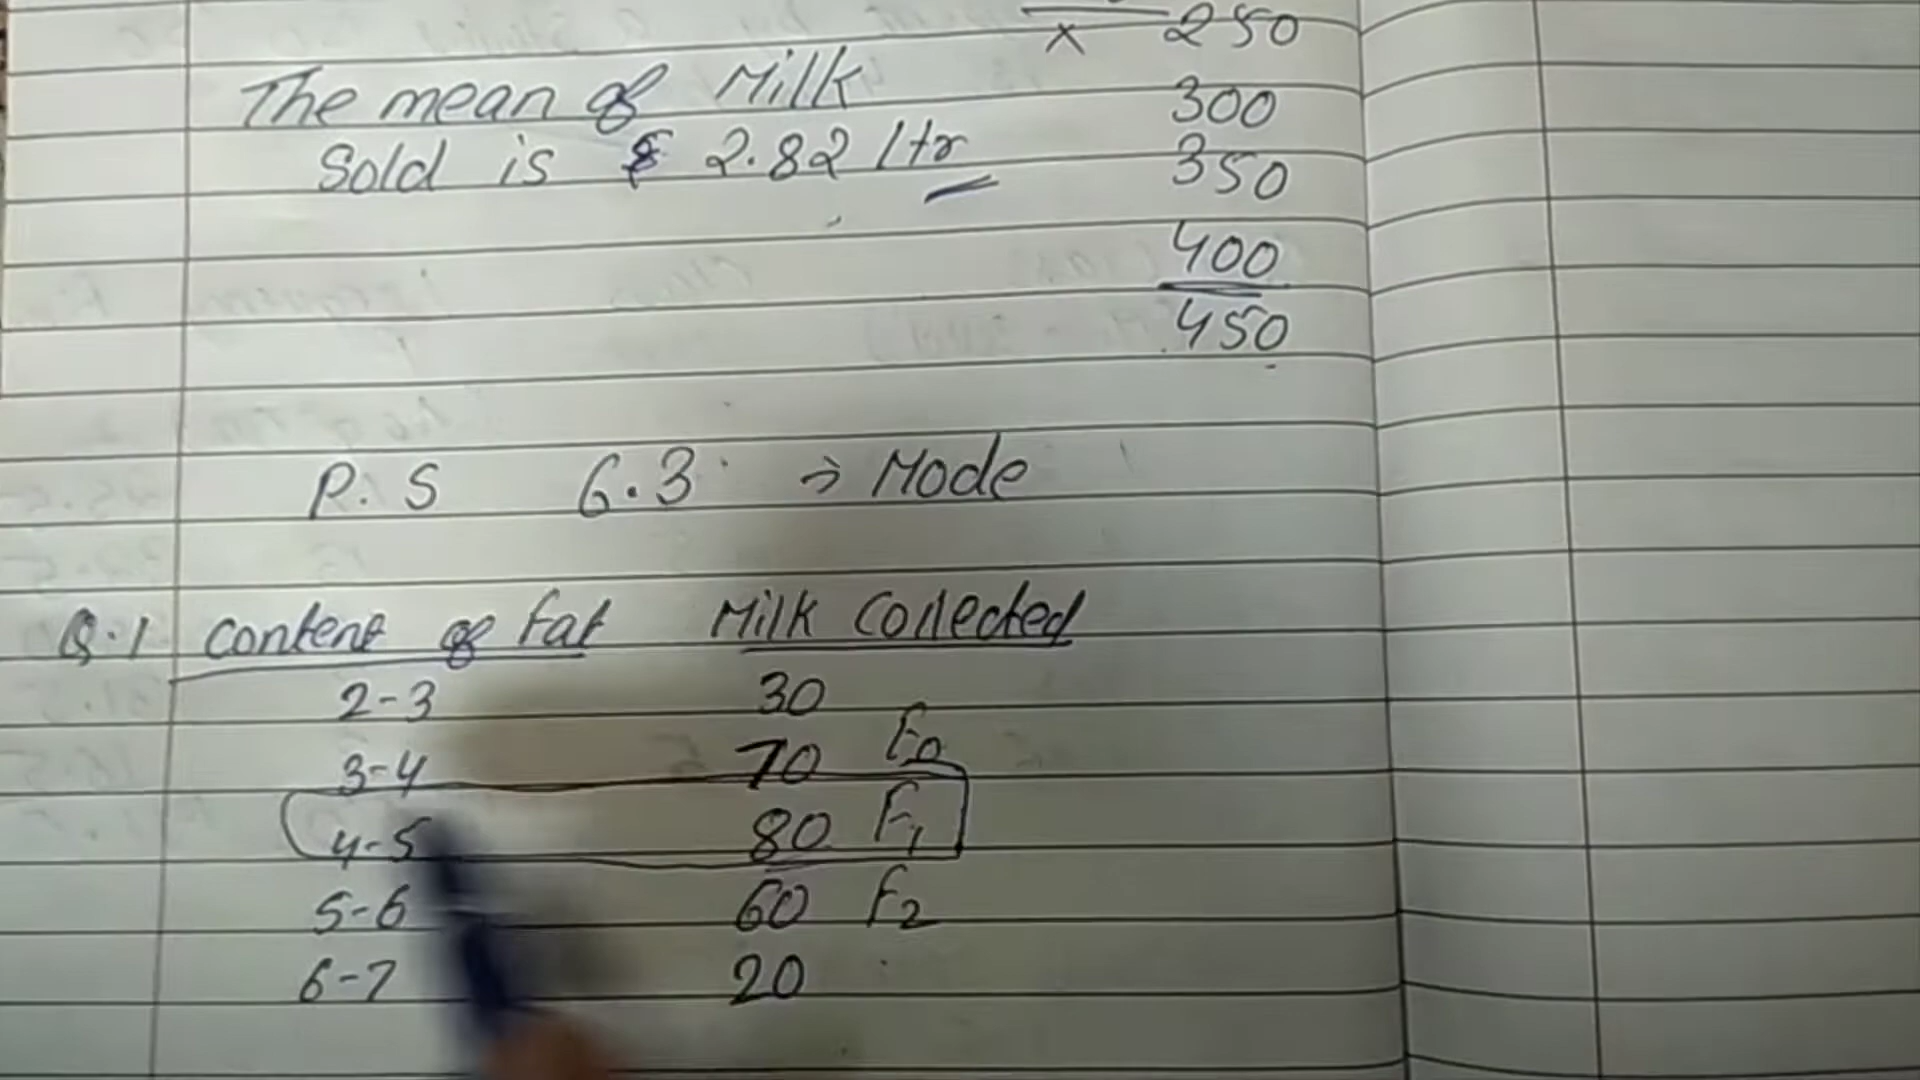 x 250
The mean of Milk 300
Sold is 2.82 ltr 350
400
450
P. S 6.3 → Mode
Q.1 Content of fat Milk Collected
2-3 30
3-4 70 F0
4-5 80 F1
5-6 60 F2
6-7 20